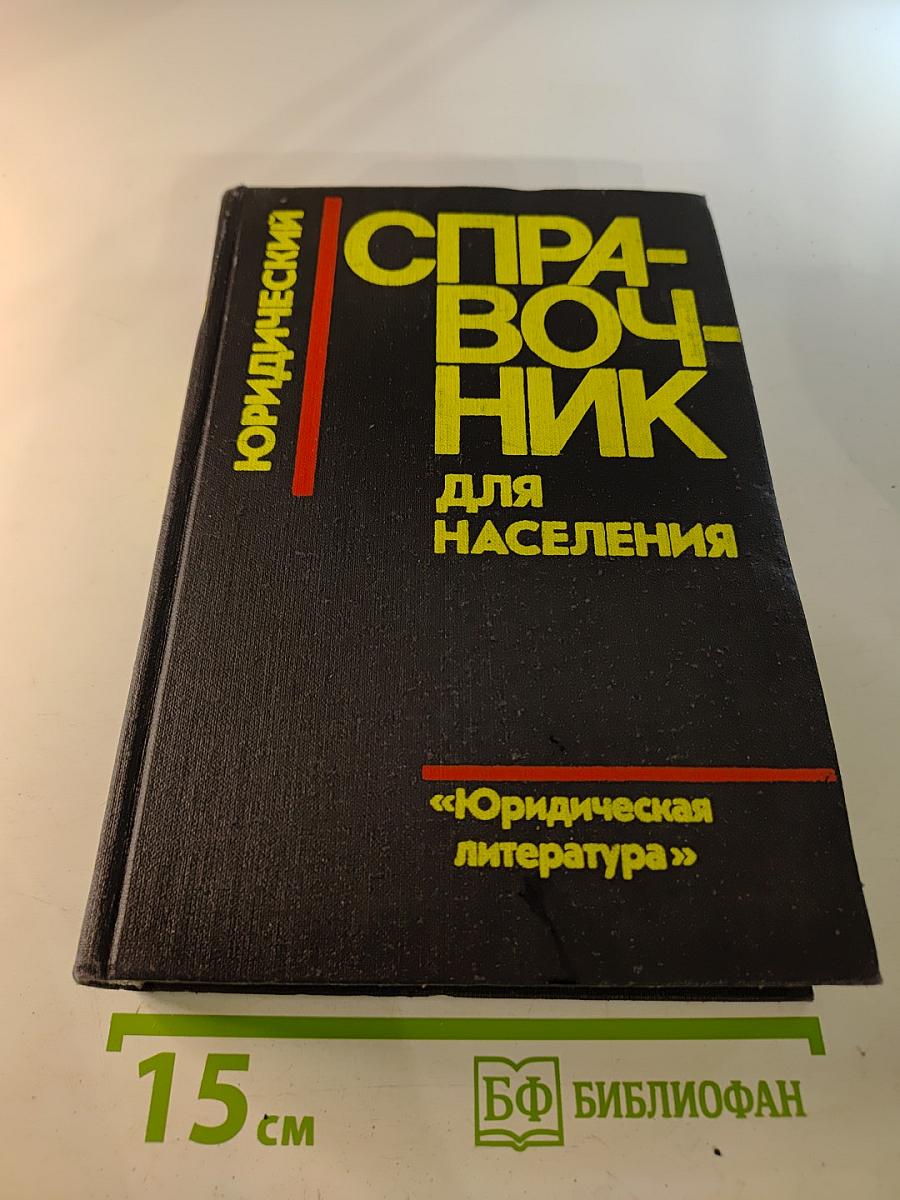 ЮРИДИЧЕСКИЙ
СПРА-
ВОЧ-
НИК
ДЛЯ
НАСЕЛЕНИЯ
«Юридическая
литература»
15 см
БФ БИБЛИОФАН